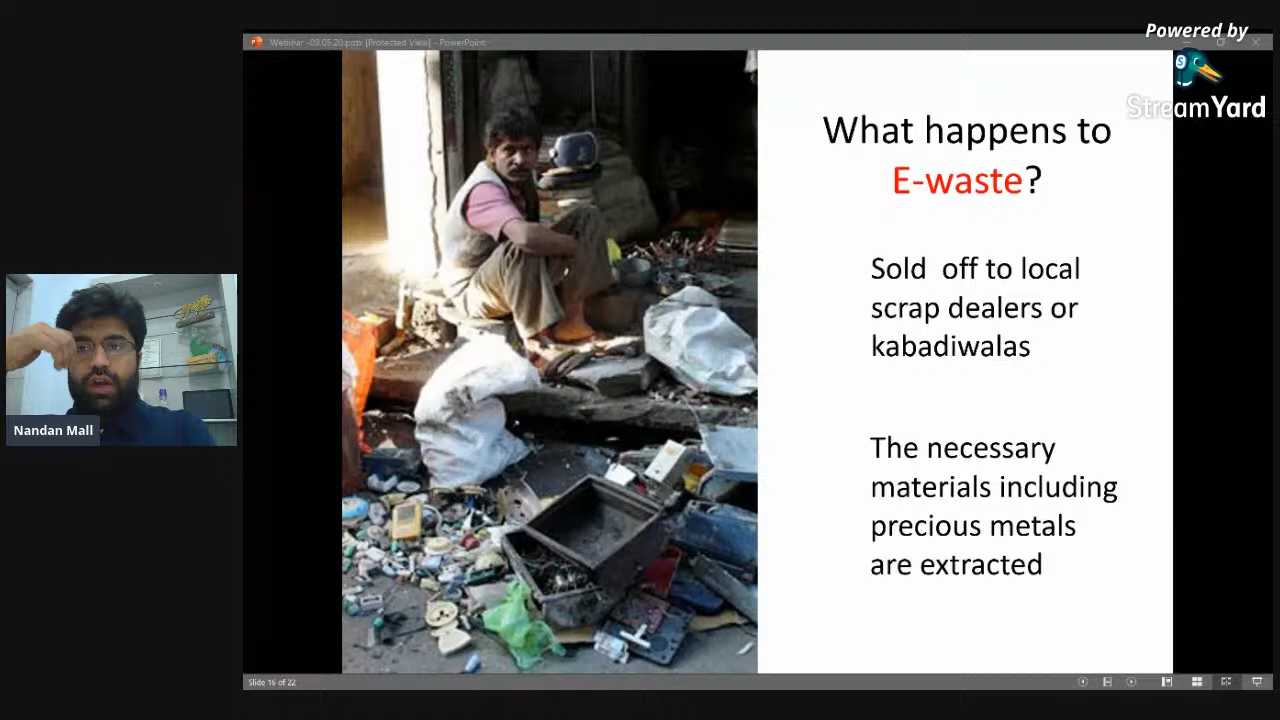 Webinar -09.05.20.pptx [Protected View] - PowerPoint
Powered by
StreamYard
What happens to
E-waste?
Sold off to local
scrap dealers or
kabadiwalas
The necessary
materials including
precious metals
are extracted
Nandan Mall
Slide 16 of 22